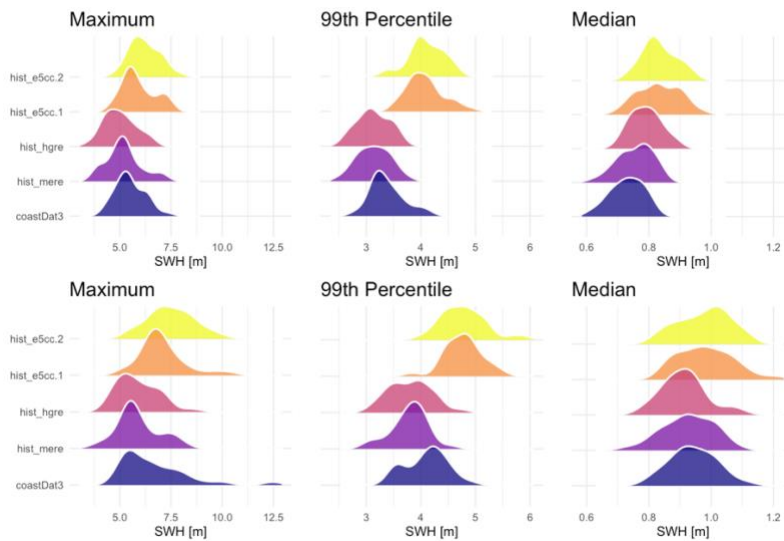 Maximum 99th Percentile Median
hist_e5cc.2
hist_e5cc.1
hist_hgre
hist_mere
coastDat3
5.0 7.5 10.0 12.5 3 4 5 6 0.6 0.8 1.0 1.2
SWH [m] SWH [m] SWH [m]
Maximum 99th Percentile Median
hist_e5cc.2
hist_e5cc.1
hist_hgre
hist_mere
coastDat3
5.0 7.5 10.0 12.5 3 4 5 6 0.6 0.8 1.0 1.2
SWH [m] SWH [m] SWH [m]